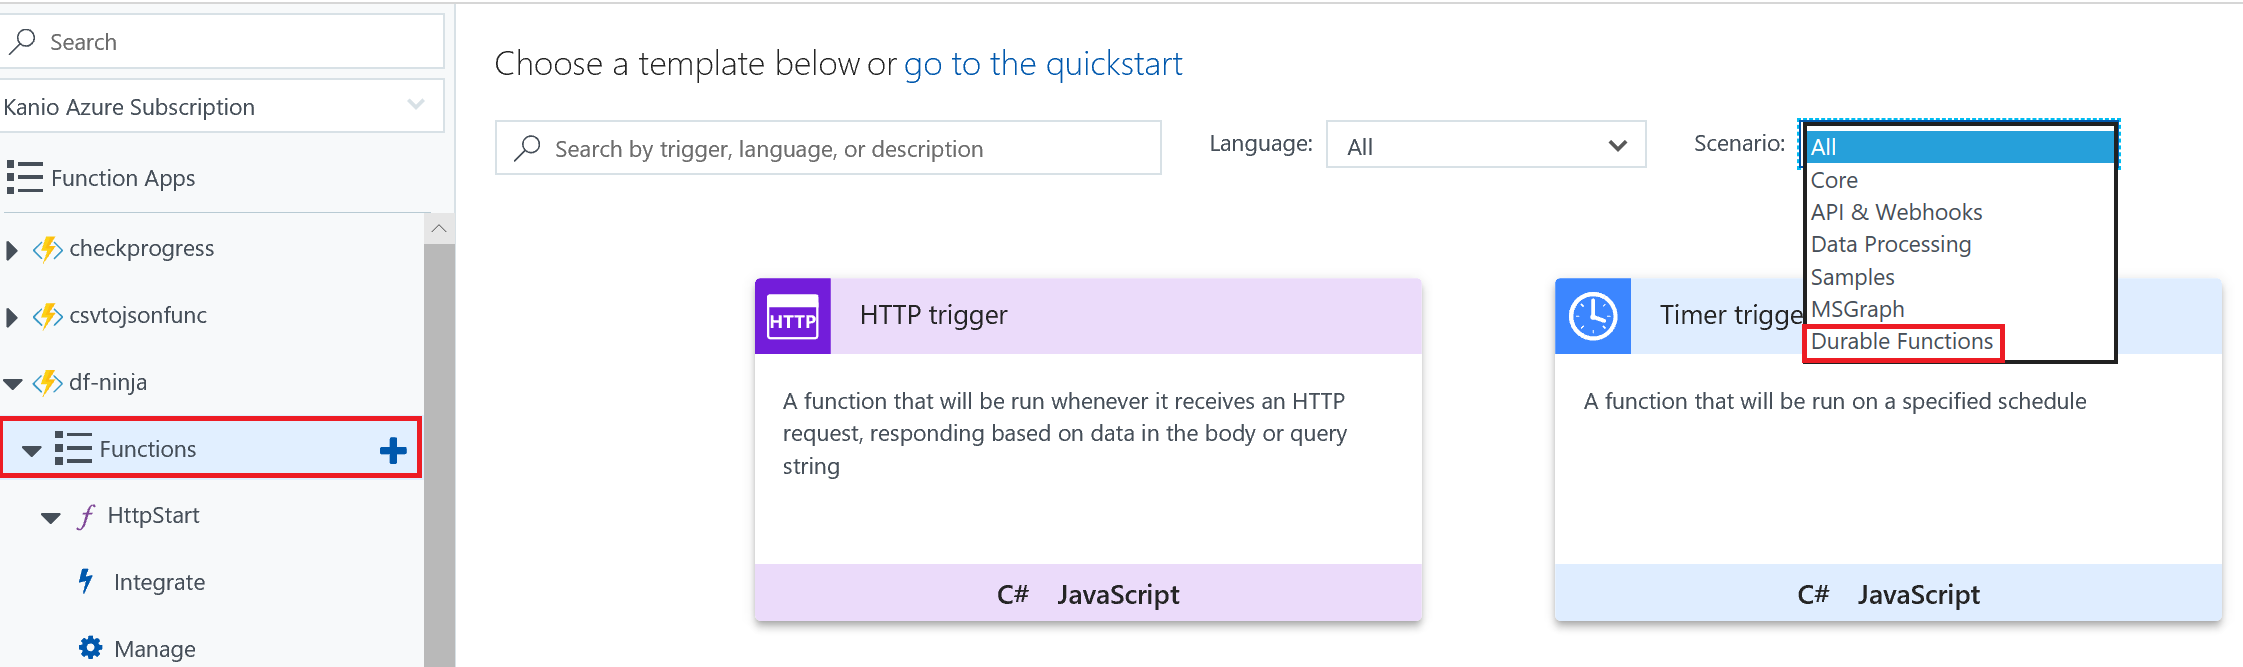 Search
Kanio Azure Subscription
Function Apps
checkprogress
csvtojsonfunc
df-ninja
Functions
HttpStart
Integrate
Manage
Choose a template below or go to the quickstart
Search by trigger, language, or description
Language:
All
Scenario:
All
Core
API & Webhooks
Data Processing
Samples
MSGraph
Durable Functions
HTTP
HTTP trigger
A function that will be run whenever it receives an HTTP
request, responding based on data in the body or query
string
C# JavaScript
Timer trigge
A function that will be run on a specified schedule
C# JavaScript